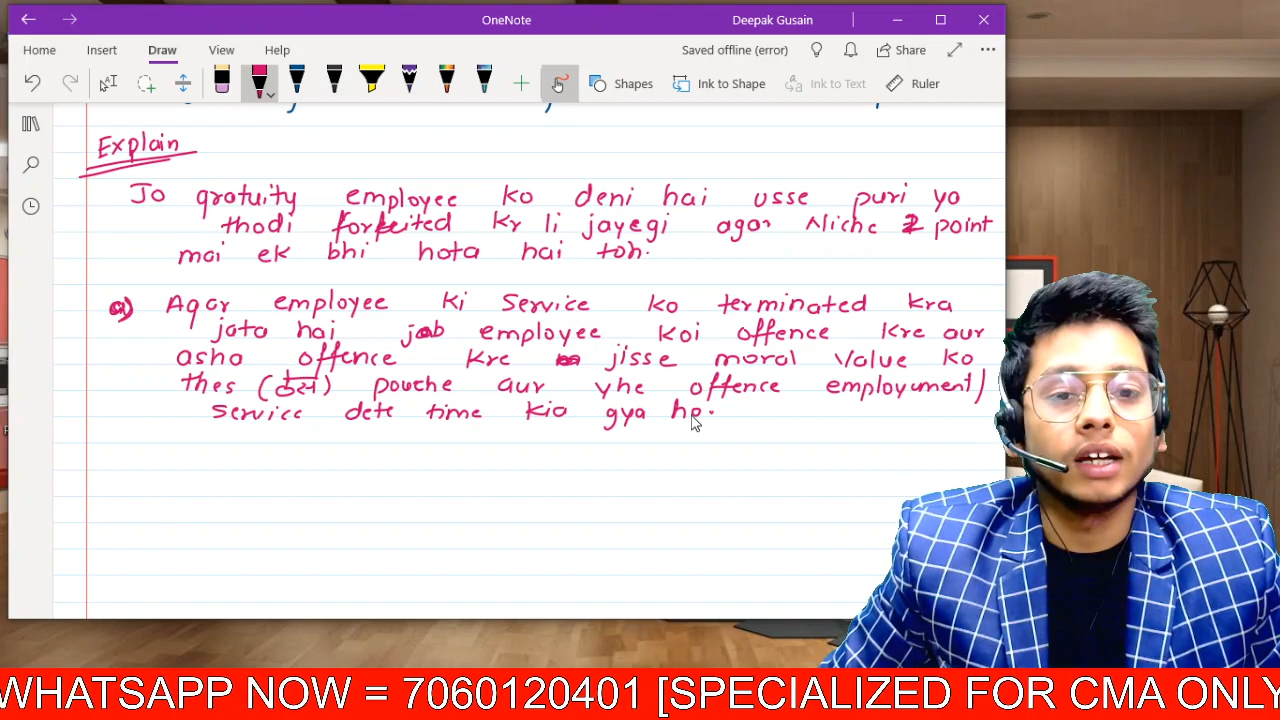 OneNote
Deepak Gusain
Home Insert Draw View Help
Saved offline (error)
Share
Shapes
Ink to Shape
Ink to Text
Ruler
Explain
Jo gratuity employee ko deni hai usse puri ya
thodi forfeited kr li jayegi agar Niche 2 point
mai ek bhi hota hai toh.
a) Agar employee ki Service ko terminated kra
jata hai jab employee koi offence kre aur
asha offence kre jisse moral value ko
thes (ठेस) pouche aur yhe offence employument/
service dete time kia gya ho.
WHATSAPP NOW = 7060120401 [SPECIALIZED FOR CMA ONLY